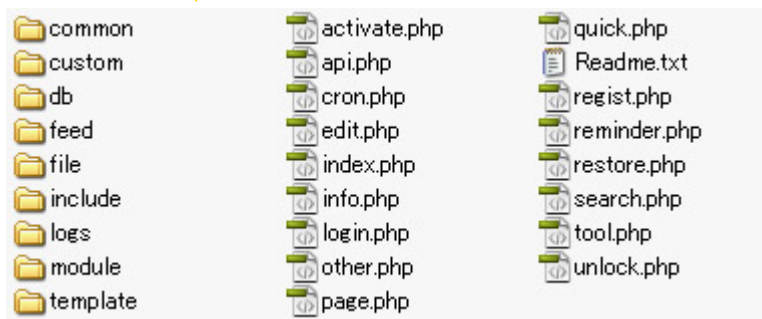 common
custom
db
feed
file
include
logs
module
template
activate.php
api.php
cron.php
edit.php
index.php
info.php
login.php
other.php
page.php
quick.php
Readme.txt
regist.php
reminder.php
restore.php
search.php
tool.php
unlock.php